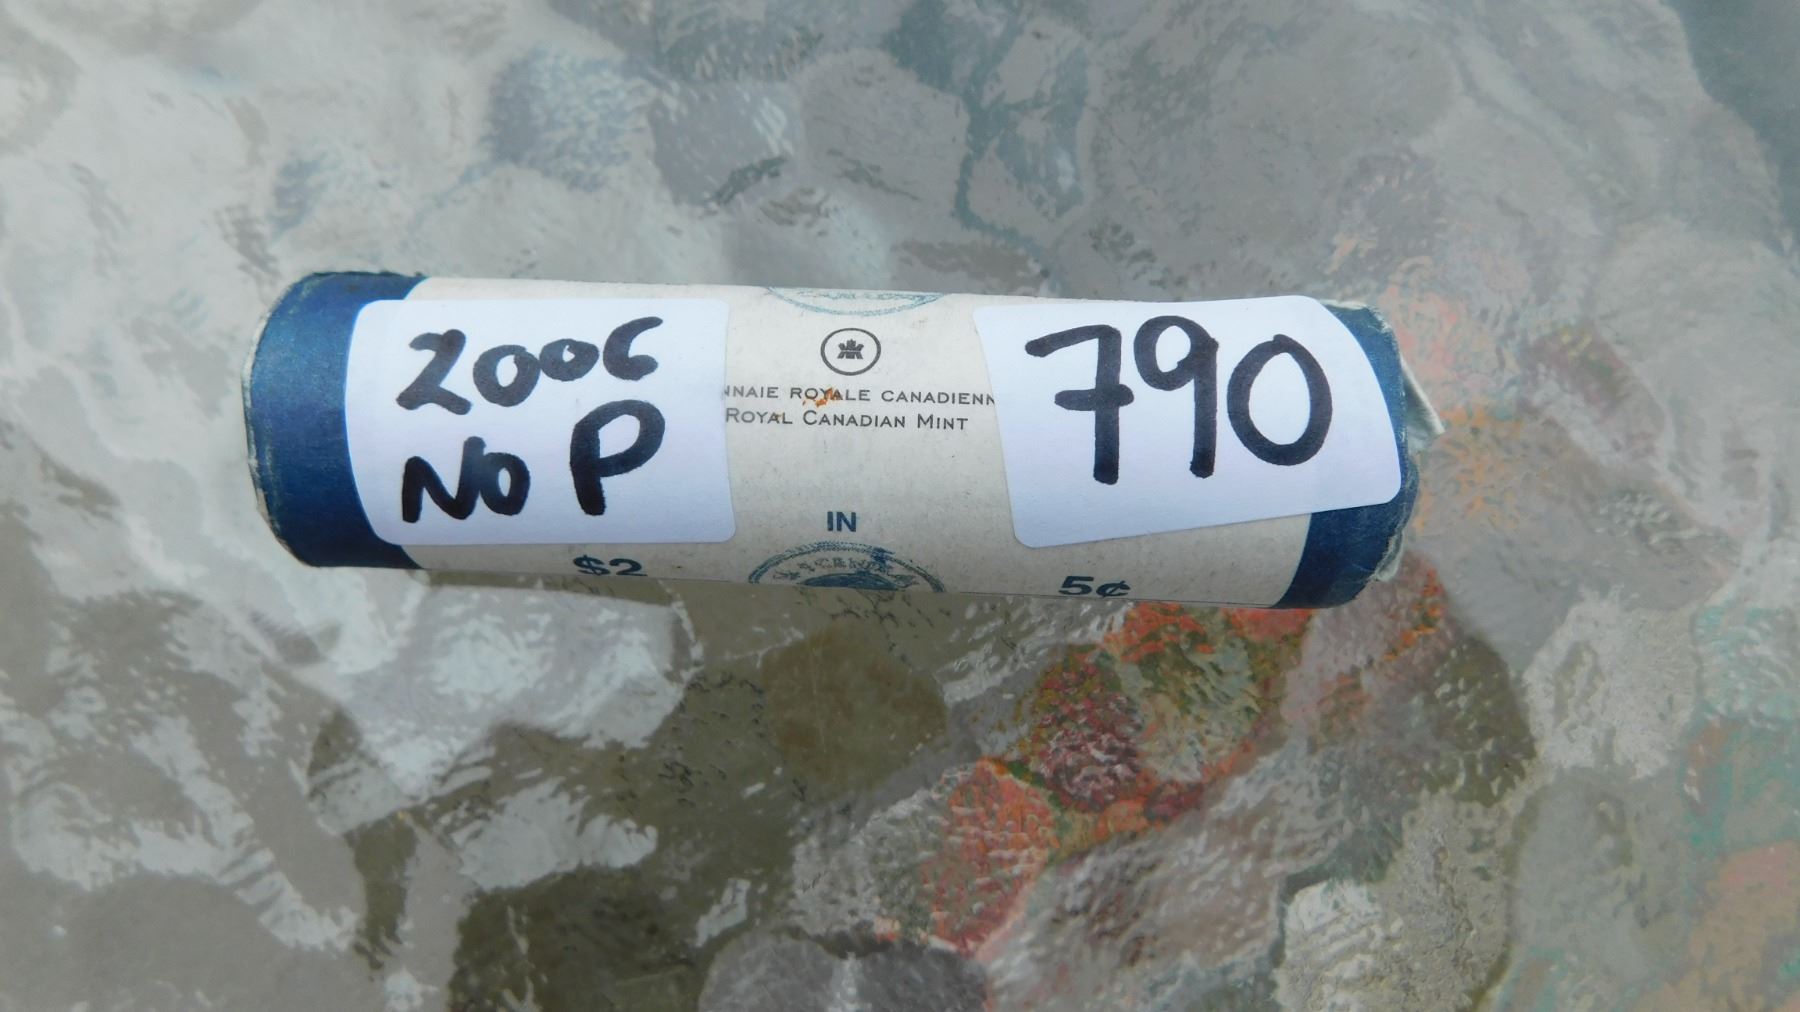 2006
NO P
NNAIE ROYALE CANADIENN
ROYAL CANADIAN MINT
790
IN
$2
5¢